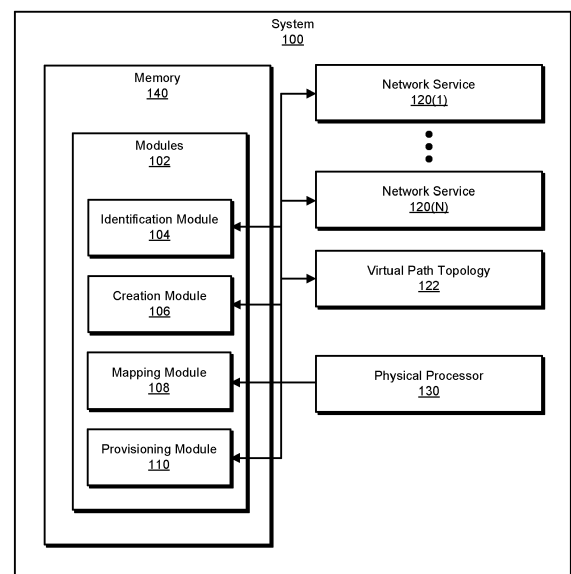 System
100
Memory
140
Modules
102
Identification Module
104
Creation Module
106
Mapping Module
108
Provisioning Module
110
Network Service
120(1)
Network Service
120(N)
Virtual Path Topology
122
Physical Processor
130